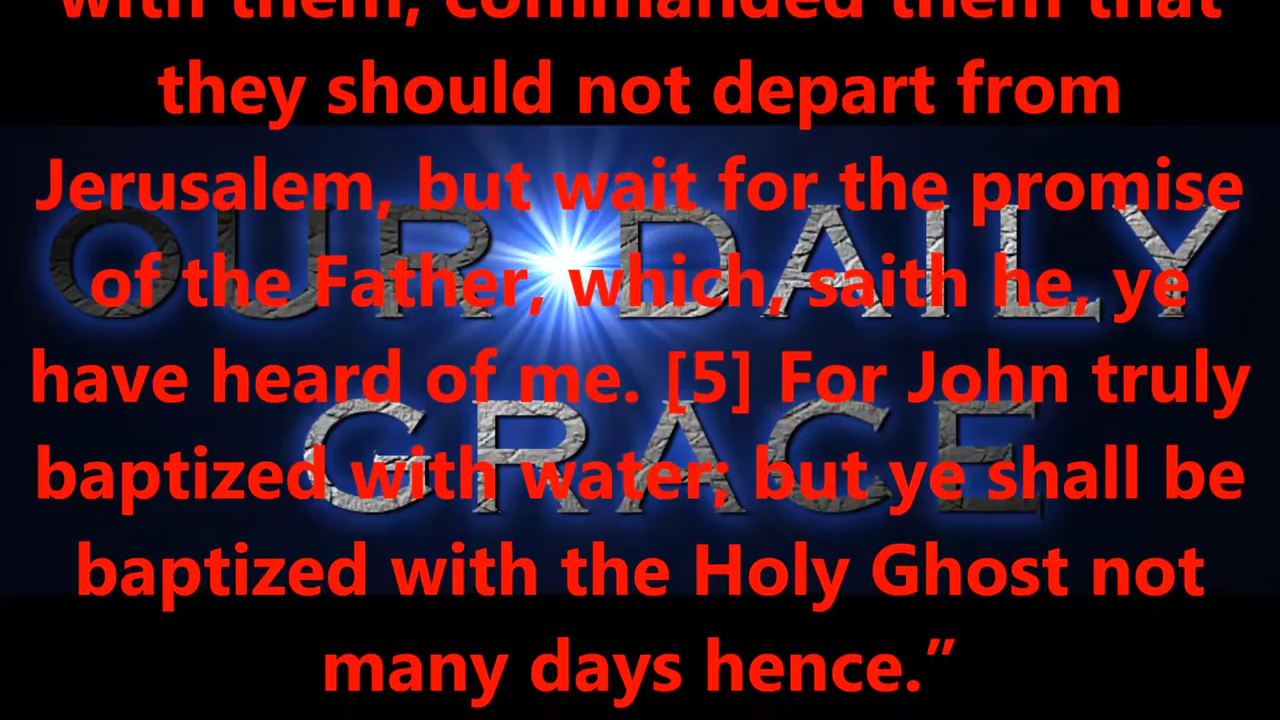 with them, commanded them that
they should not depart from
Jerusalem, but wait for the promise
OUR DAILY
of the Father, which, saith he, ye
have heard of me. [5] For John truly
GRACE
baptized with water; but ye shall be
baptized with the Holy Ghost not
many days hence.”